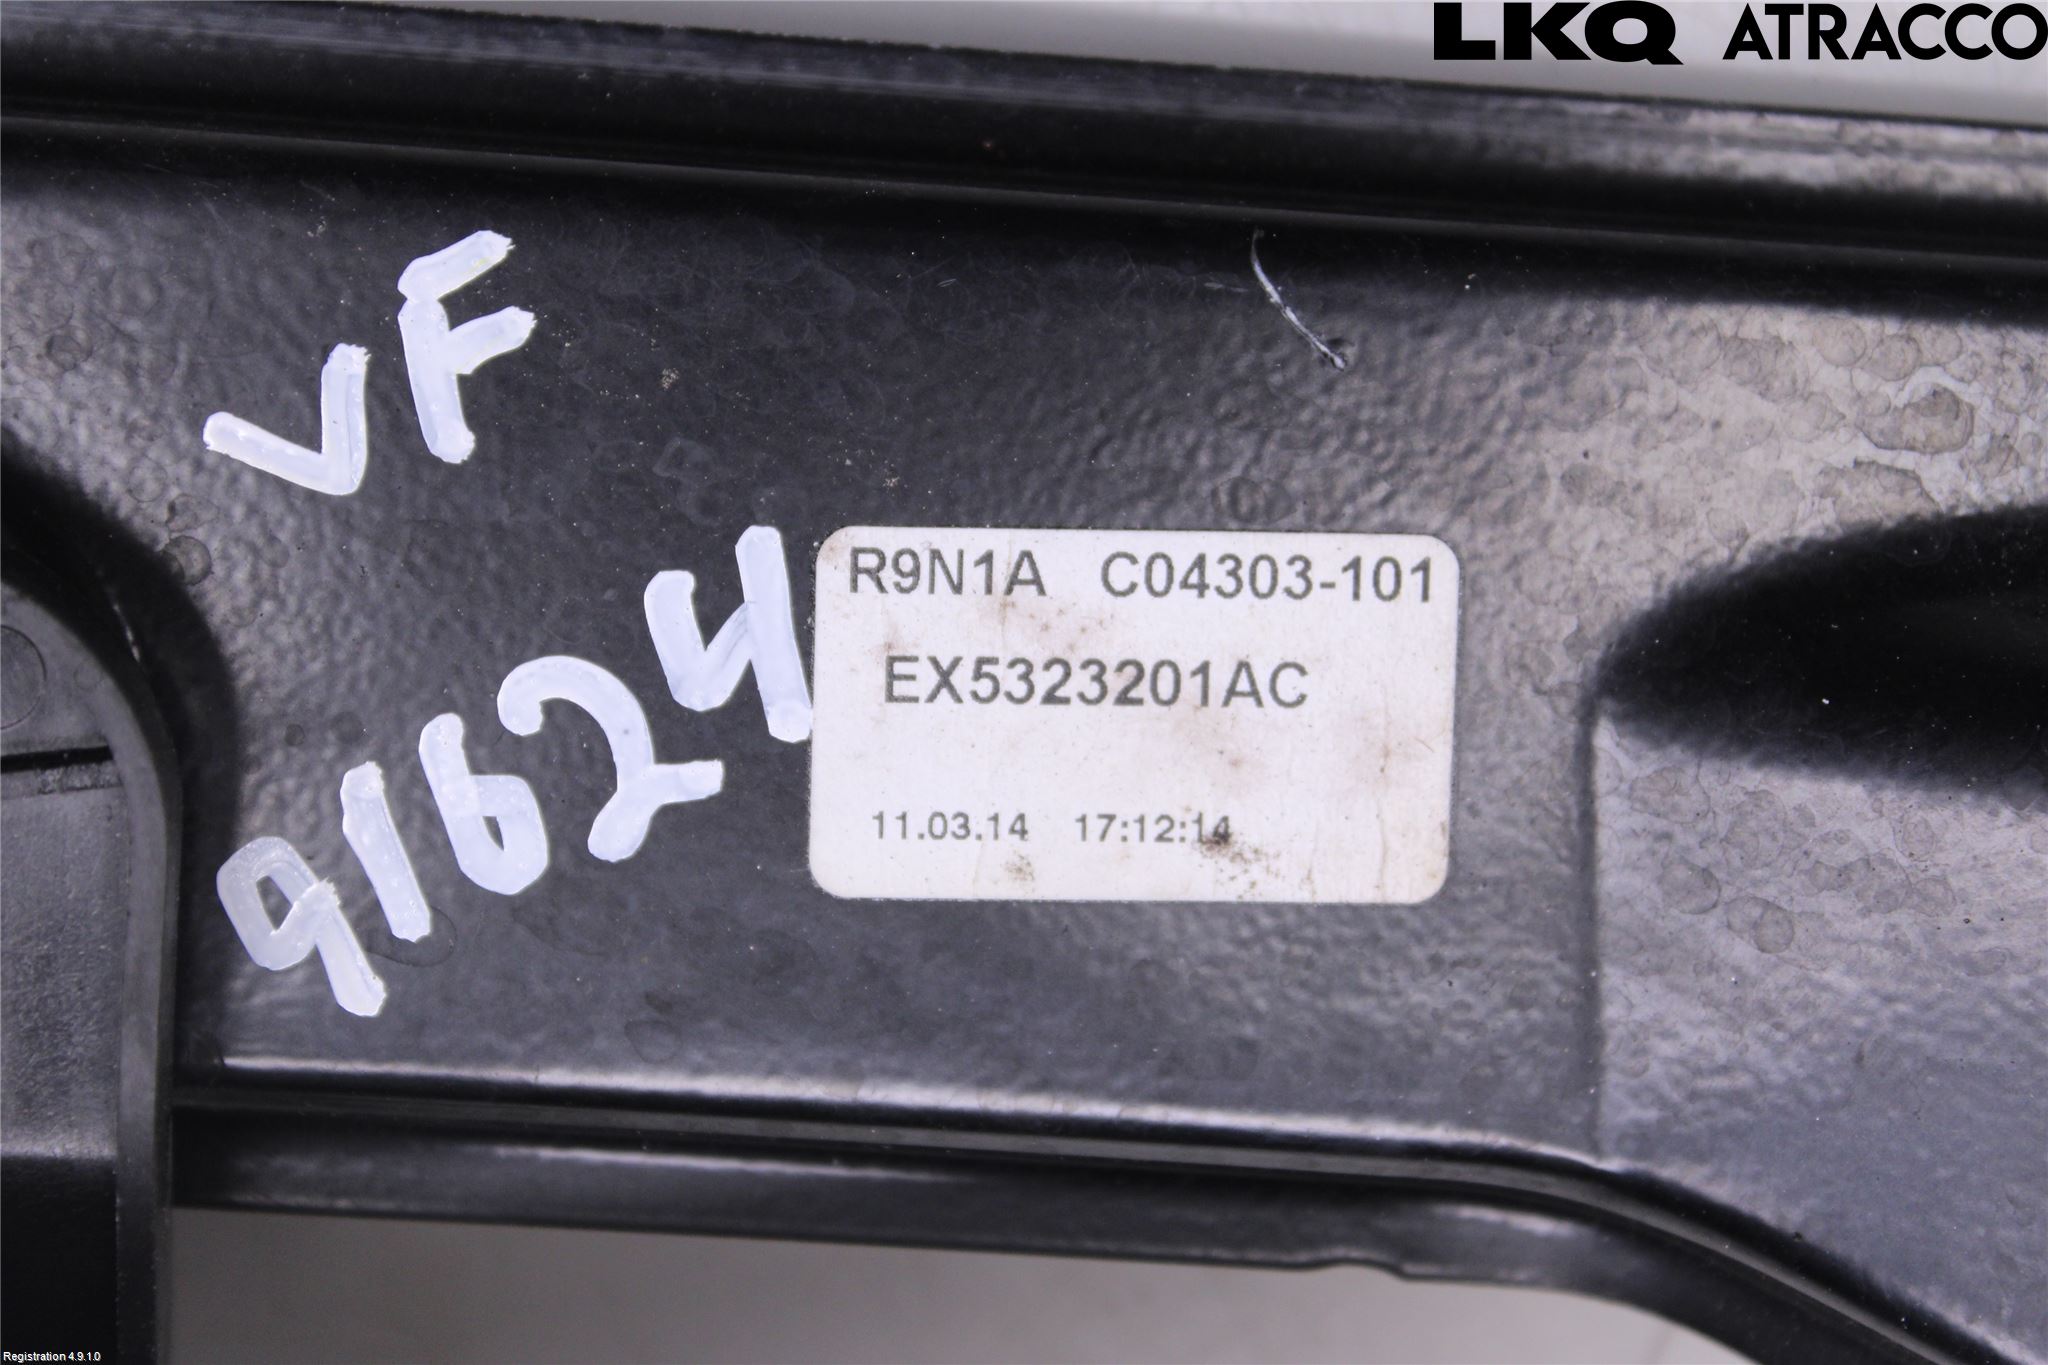 LKQ ATRACCO
VF
91624
R9N1A C04303-101
EX5323201AC
11.03.14 17:12:14
Registration 4.9.1.0